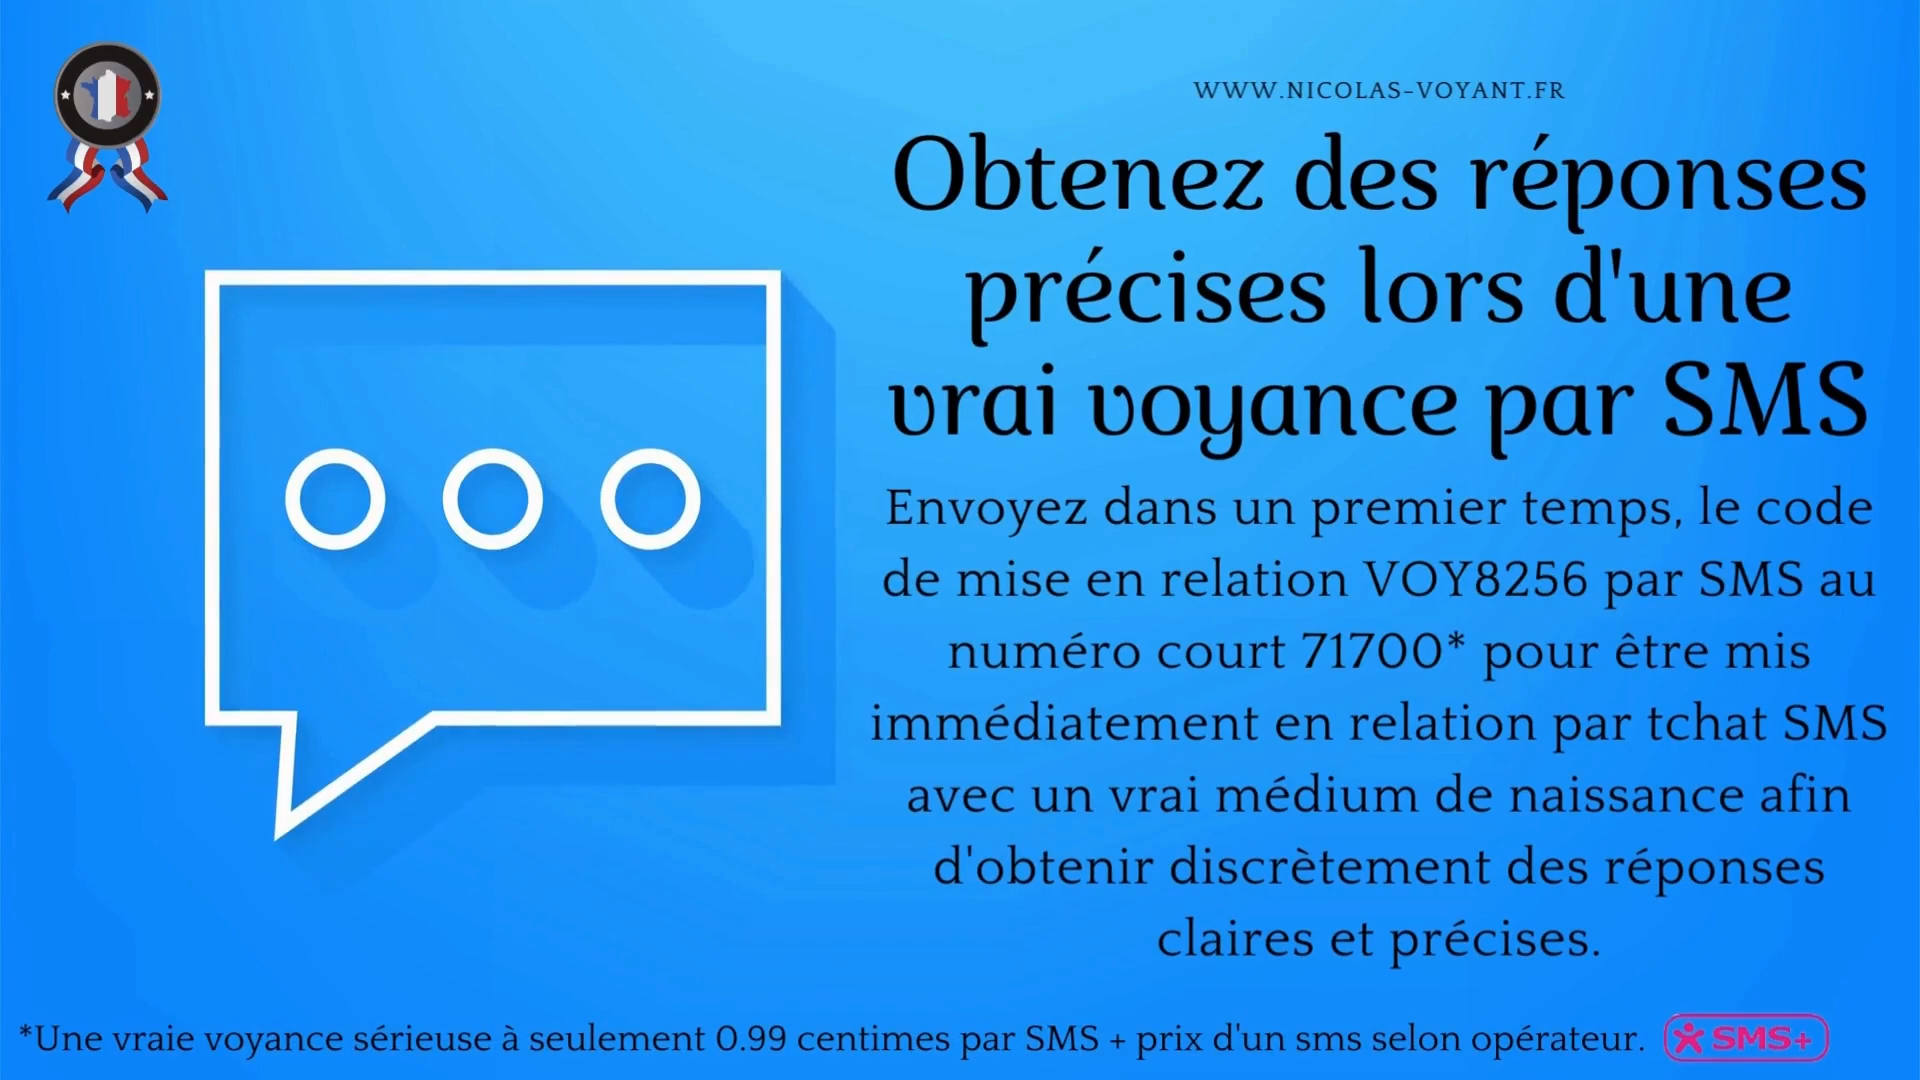 WWW.NICOLAS-VOYANT.FR
Obtenez des réponses
précises lors d'une
vrai voyance par SMS
Envoyez dans un premier temps, le code
de mise en relation VOY8256 par SMS au
numéro court 71700* pour être mis
immédiatement en relation par tchat SMS
avec un vrai médium de naissance afin
d'obtenir discrètement des réponses
claires et précises.
*Une vraie voyance sérieuse à seulement 0.99 centimes par SMS + prix d'un sms selon opérateur.
SMS+